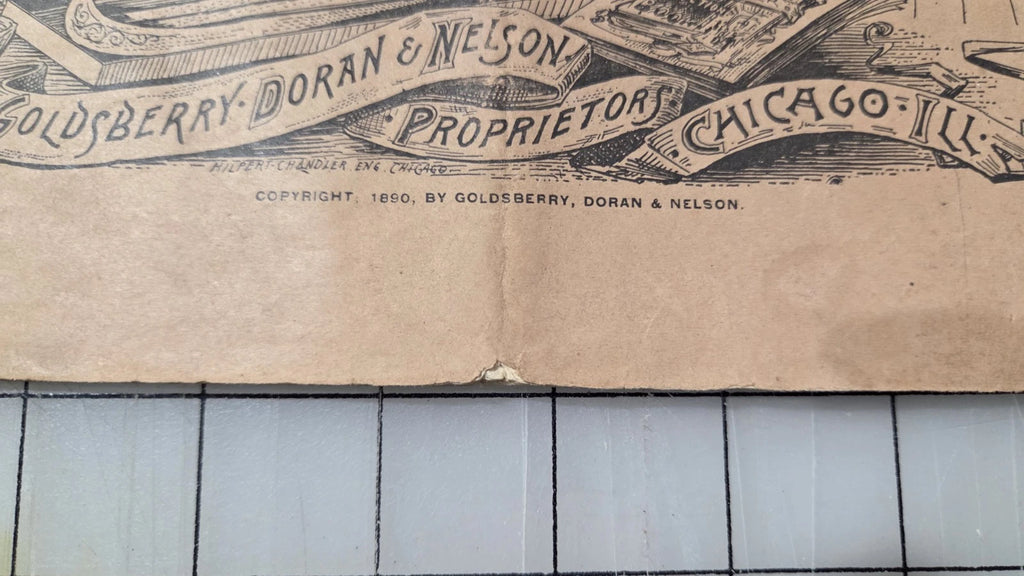 GOLDSBERRY · DORAN & NELSON ·
· PROPRIETORS ·
CHICAGO · ILL ·
HILPERT-CHANDLER ENG. CHICAGO
COPYRIGHT, 1890, BY GOLDSBERRY, DORAN & NELSON.